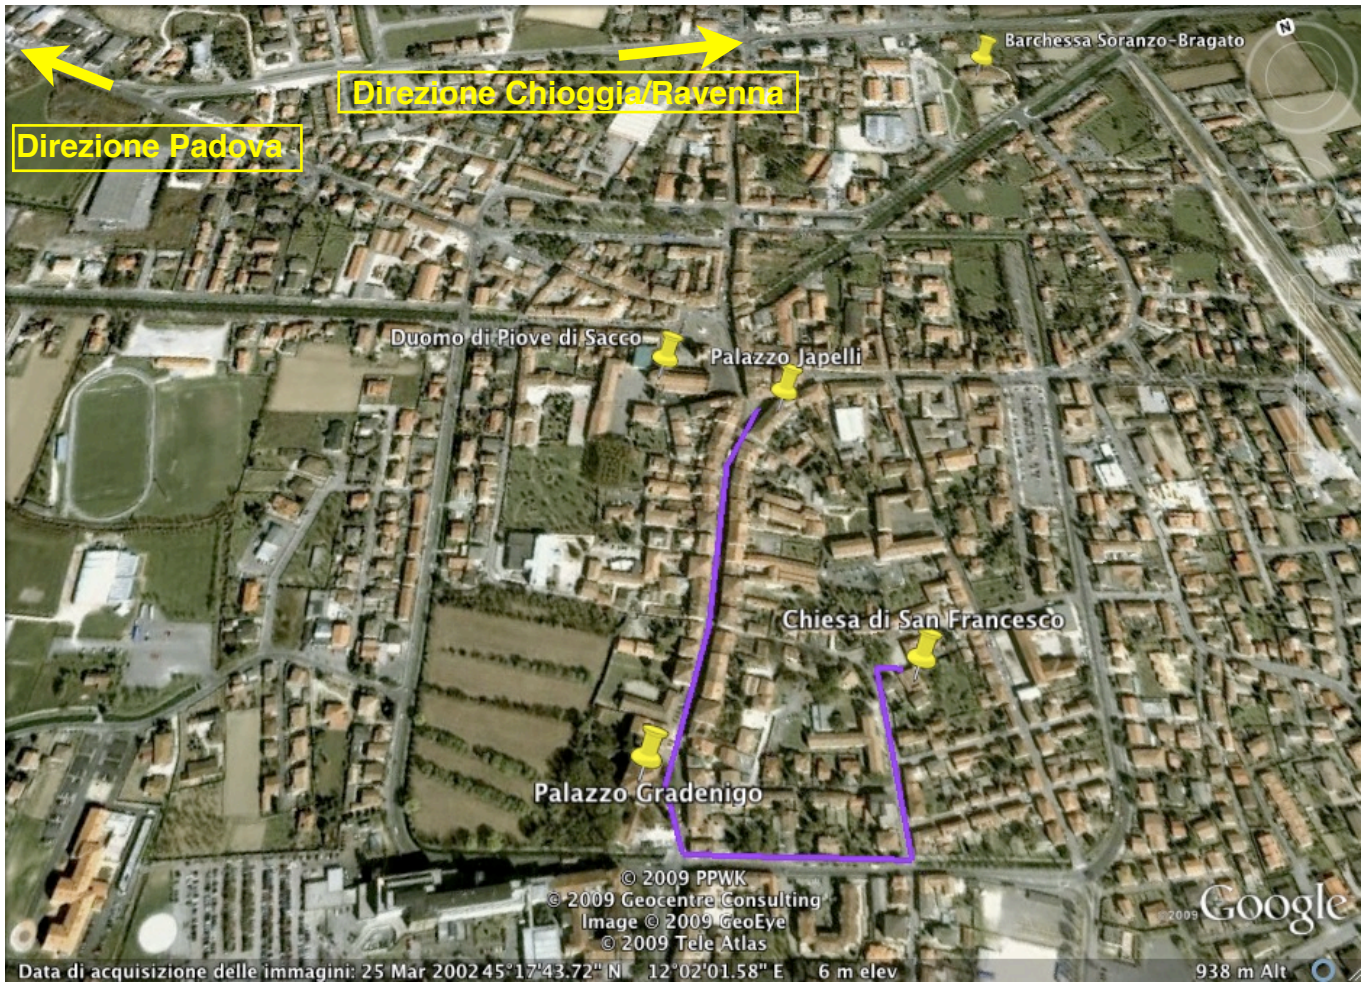 N
Barchessa Soranzo-Bragato
Direzione Chioggia/Ravenna
Direzione Padova
Duomo di Piove di Sacco
Palazzo Japelli
Chiesa di San Francesco
Palazzo Gradenigo
© 2009 PPWK
© 2009 Geocentre Consulting
Image © 2009 GeoEye
© 2009 Tele Atlas
2009 Google
Data di acquisizione delle immagini: 25 Mar 2002 45°17'43.72" N 12°02'01.58" E 6 m elev 938 m Alt